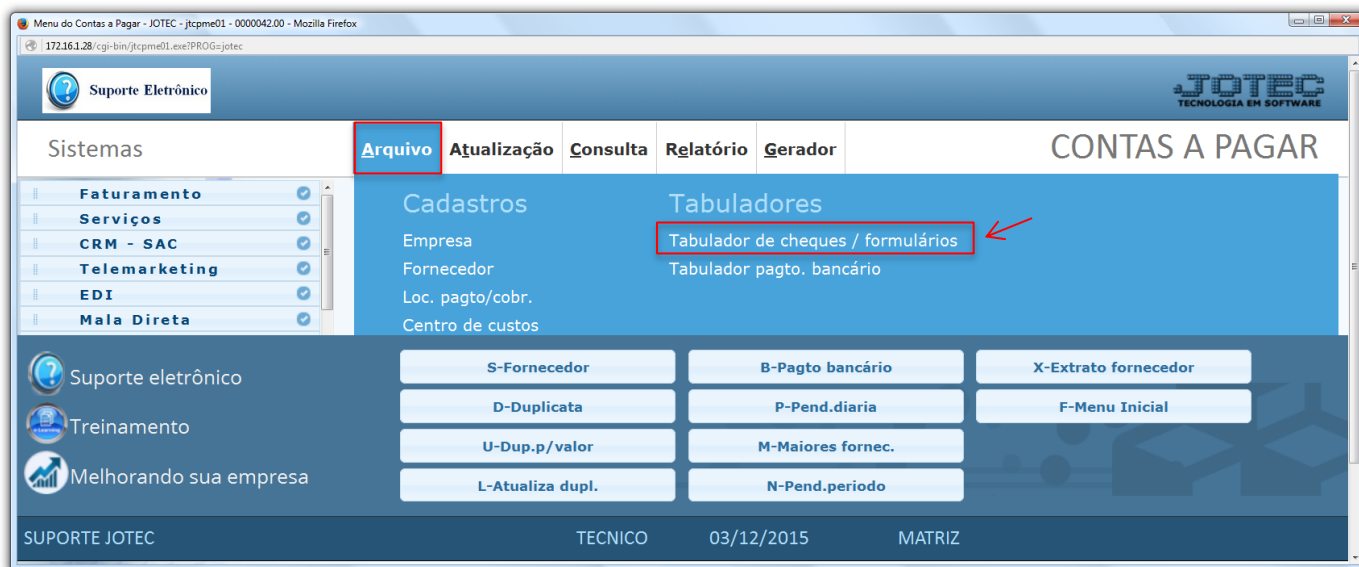 Menu do Contas a Pagar - JOTEC - jtcpme01 - 0000042.00 - Mozilla Firefox
172.16.1.28/cgi-bin/jtcpme01.exe?PROG=jotec
Suporte Eletrônico
JOTEC
TECNOLOGIA EM SOFTWARE
Sistemas
Arquivo Atualização Consulta Relatório Gerador
CONTAS A PAGAR
Faturamento
Serviços
CRM - SAC
Telemarketing
EDI
Mala Direta
Cadastros
Empresa
Fornecedor
Loc. pagto/cobr.
Centro de custos
Tabuladores
Tabulador de cheques / formulários
Tabulador pagto. bancário
Suporte eletrônico
Treinamento
Melhorando sua empresa
S-Fornecedor B-Pagto bancário X-Extrato fornecedor
D-Duplicata P-Pend.diaria F-Menu Inicial
U-Dup.p/valor M-Maiores fornec.
L-Atualiza dupl. N-Pend.periodo
SUPORTE JOTEC TECNICO 03/12/2015 MATRIZ